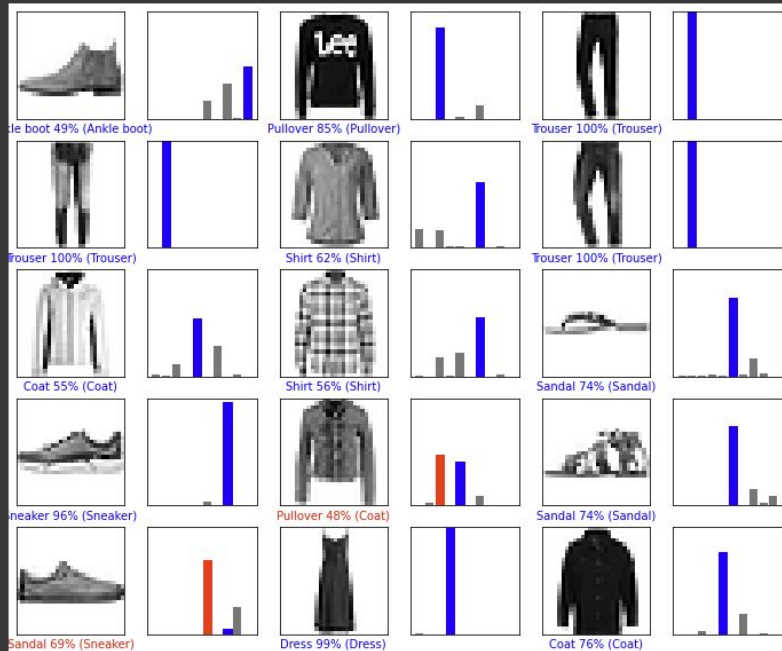 Lee
kle boot 49% (Ankle boot)
Pullover 85% (Pullover)
Trouser 100% (Trouser)
Trouser 100% (Trouser)
Shirt 62% (Shirt)
Trouser 100% (Trouser)
Coat 55% (Coat)
Shirt 56% (Shirt)
Sandal 74% (Sandal)
Sneaker 96% (Sneaker)
Pullover 48% (Coat)
Sandal 74% (Sandal)
Sandal 69% (Sneaker)
Dress 99% (Dress)
Coat 76% (Coat)